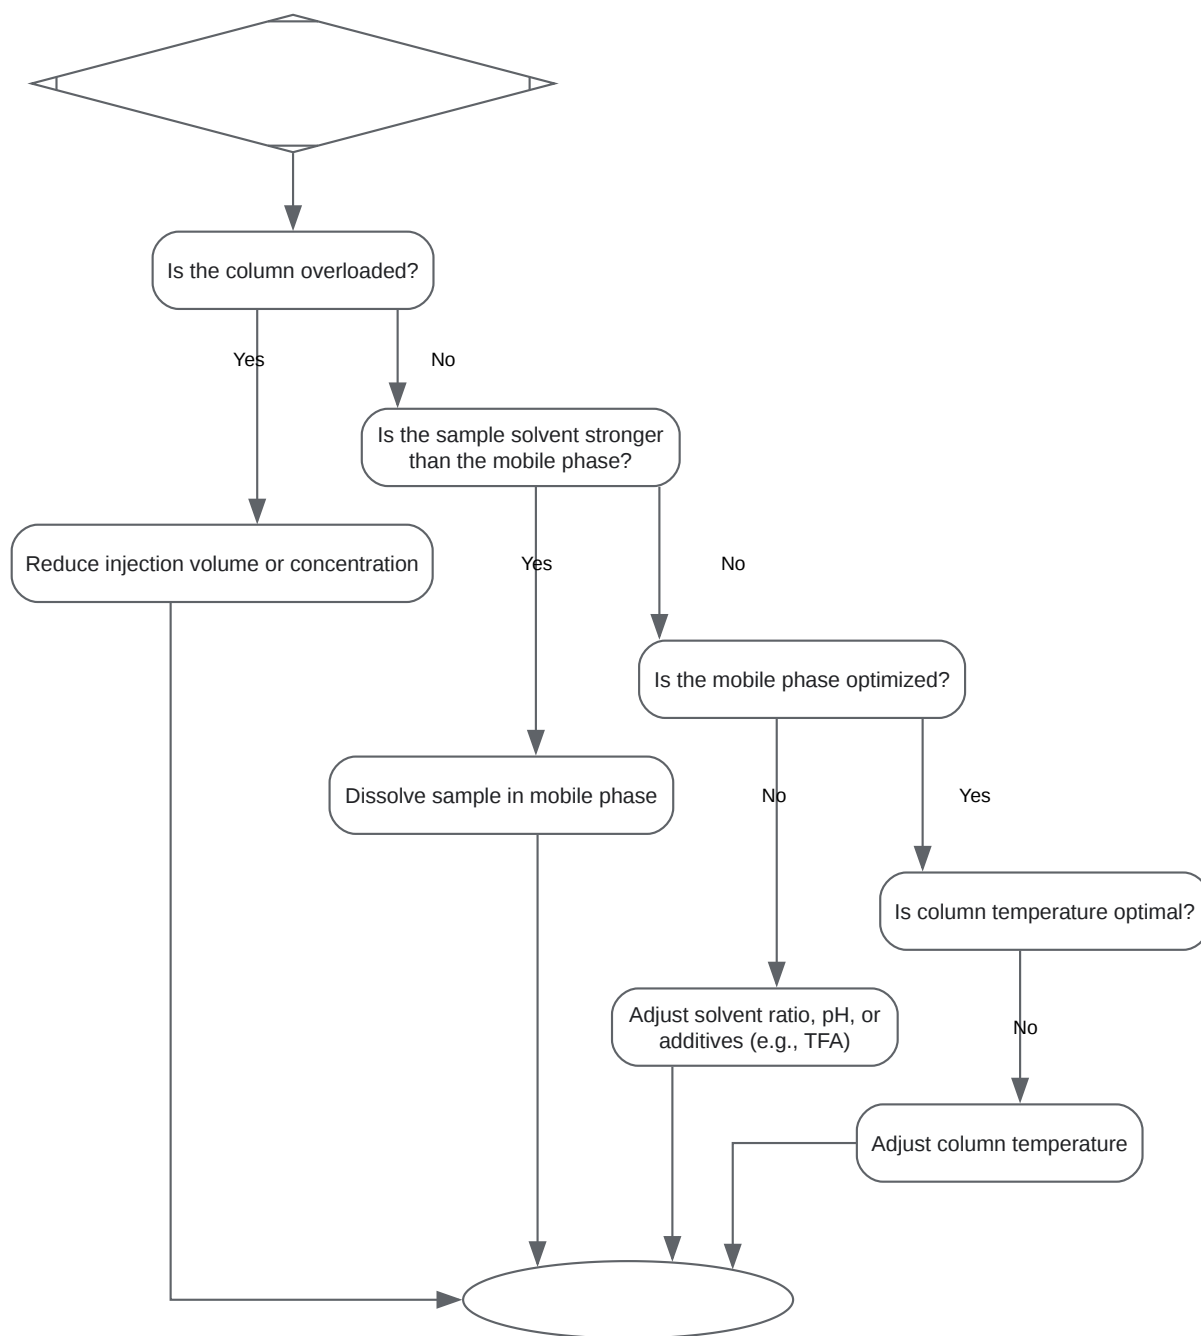 Is the column overloaded?
Yes
No
Is the sample solvent stronger
than the mobile phase?
Reduce injection volume or concentration
Yes
No
Is the mobile phase optimized?
Dissolve sample in mobile phase
No
Yes
Is column temperature optimal?
Adjust solvent ratio, pH, or
additives (e.g., TFA)
No
Adjust column temperature